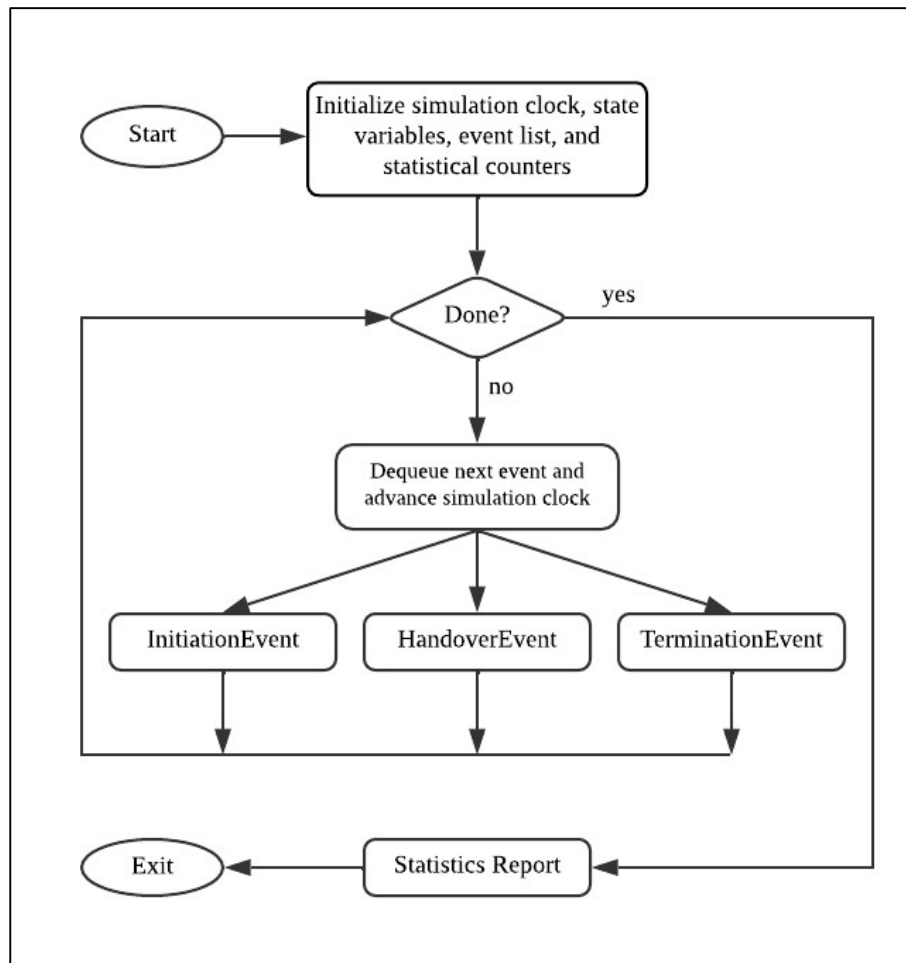 Start
Initialize simulation clock, state
variables, event list, and
statistical counters
Done?
yes
no
Dequeue next event and
advance simulation clock
InitiationEvent
HandoverEvent
TerminationEvent
Exit
Statistics Report